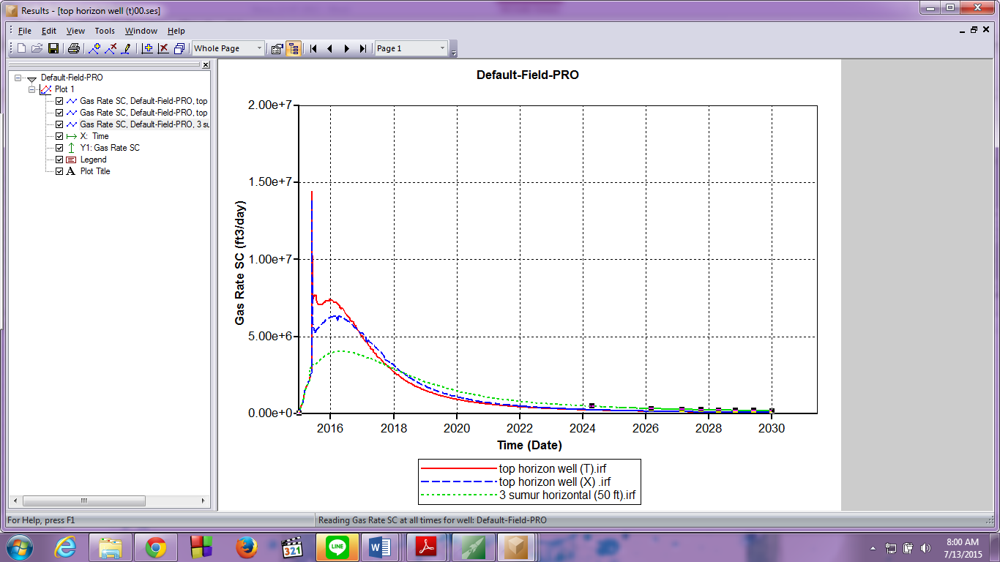 Results - [top horizon well (t)00.ses]
File Edit View Tools Window Help
Whole Page
Page 1
Default-Field-PRO
Plot 1
Gas Rate SC, Default-Field-PRO, top
Gas Rate SC, Default-Field-PRO, top
Gas Rate SC, Default-Field-PRO, 3 su
X: Time
Y1: Gas Rate SC
Legend
Plot Title
Default-Field-PRO
2.00e+7
1.50e+7
1.00e+7
5.00e+6
0.00e+0
Gas Rate SC (ft3/day)
2016 2018 2020 2022 2024 2026 2028 2030
Time (Date)
top horizon well (T).irf
top horizon well (X) .irf
3 sumur horizontal (50 ft).irf
For Help, press F1
Reading Gas Rate SC at all times for well: Default-Field-PRO
321
LINE
8:00 AM
7/13/2015